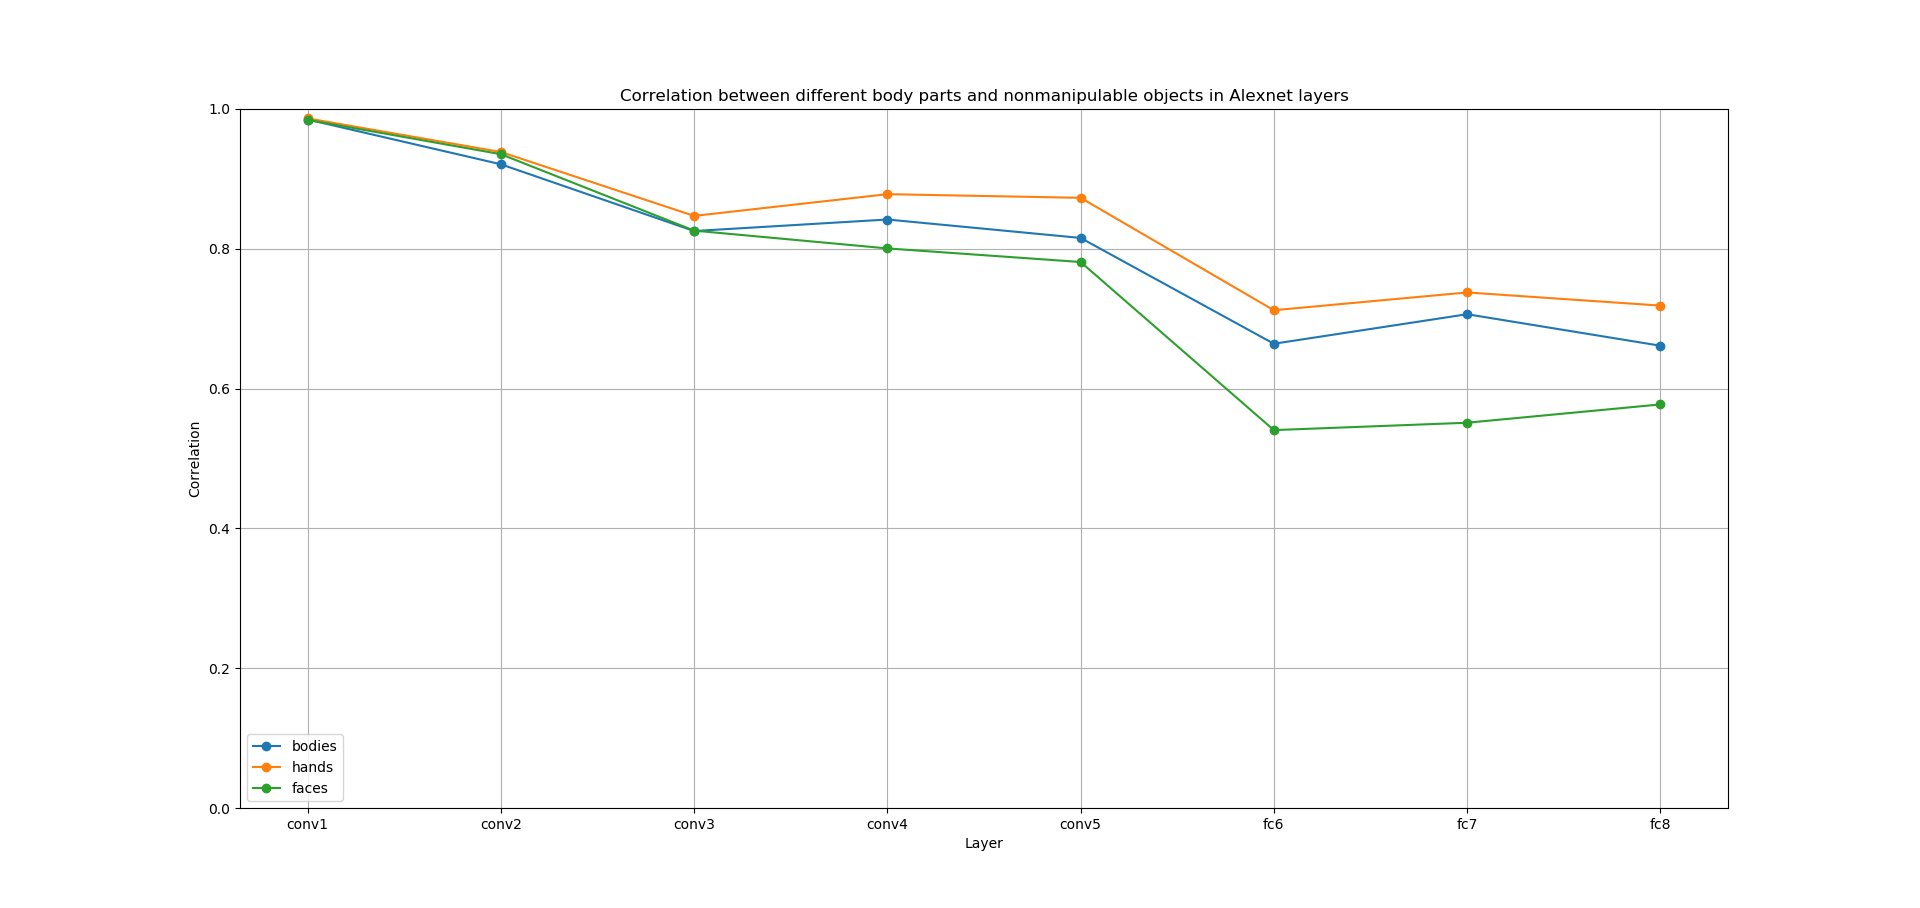 Correlation between different body parts and nonmanipulable objects in Alexnet layers
1.0
0.8
0.6
0.4
0.2
0.0
Correlation
bodies
hands
faces
conv1 conv2 conv3 conv4 conv5 fc6 fc7 fc8
Layer